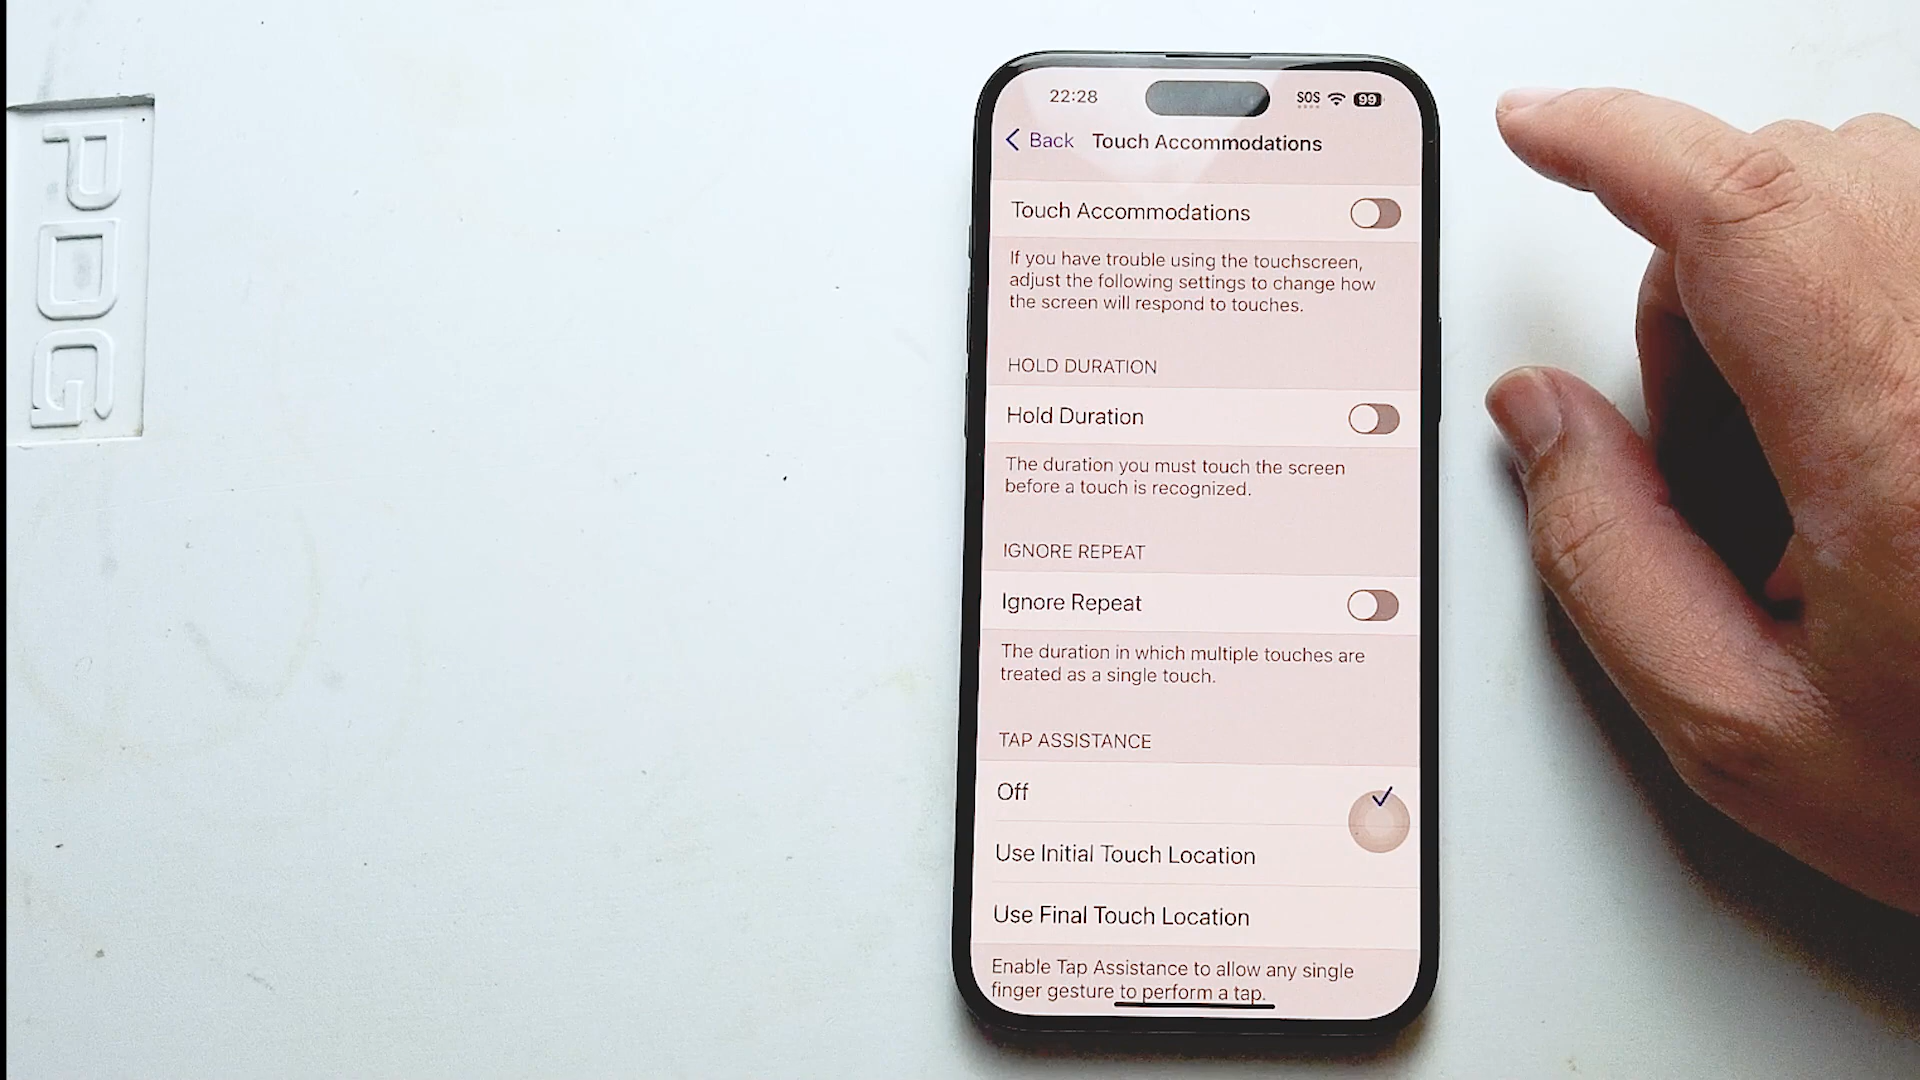 PDG
22:28
SOS
99
Back
Touch Accommodations
Touch Accommodations
If you have trouble using the touchscreen,
adjust the following settings to change how
the screen will respond to touches.
HOLD DURATION
Hold Duration
The duration you must touch the screen
before a touch is recognized.
IGNORE REPEAT
Ignore Repeat
The duration in which multiple touches are
treated as a single touch.
TAP ASSISTANCE
Off
Use Initial Touch Location
Use Final Touch Location
Enable Tap Assistance to allow any single
finger gesture to perform a tap.